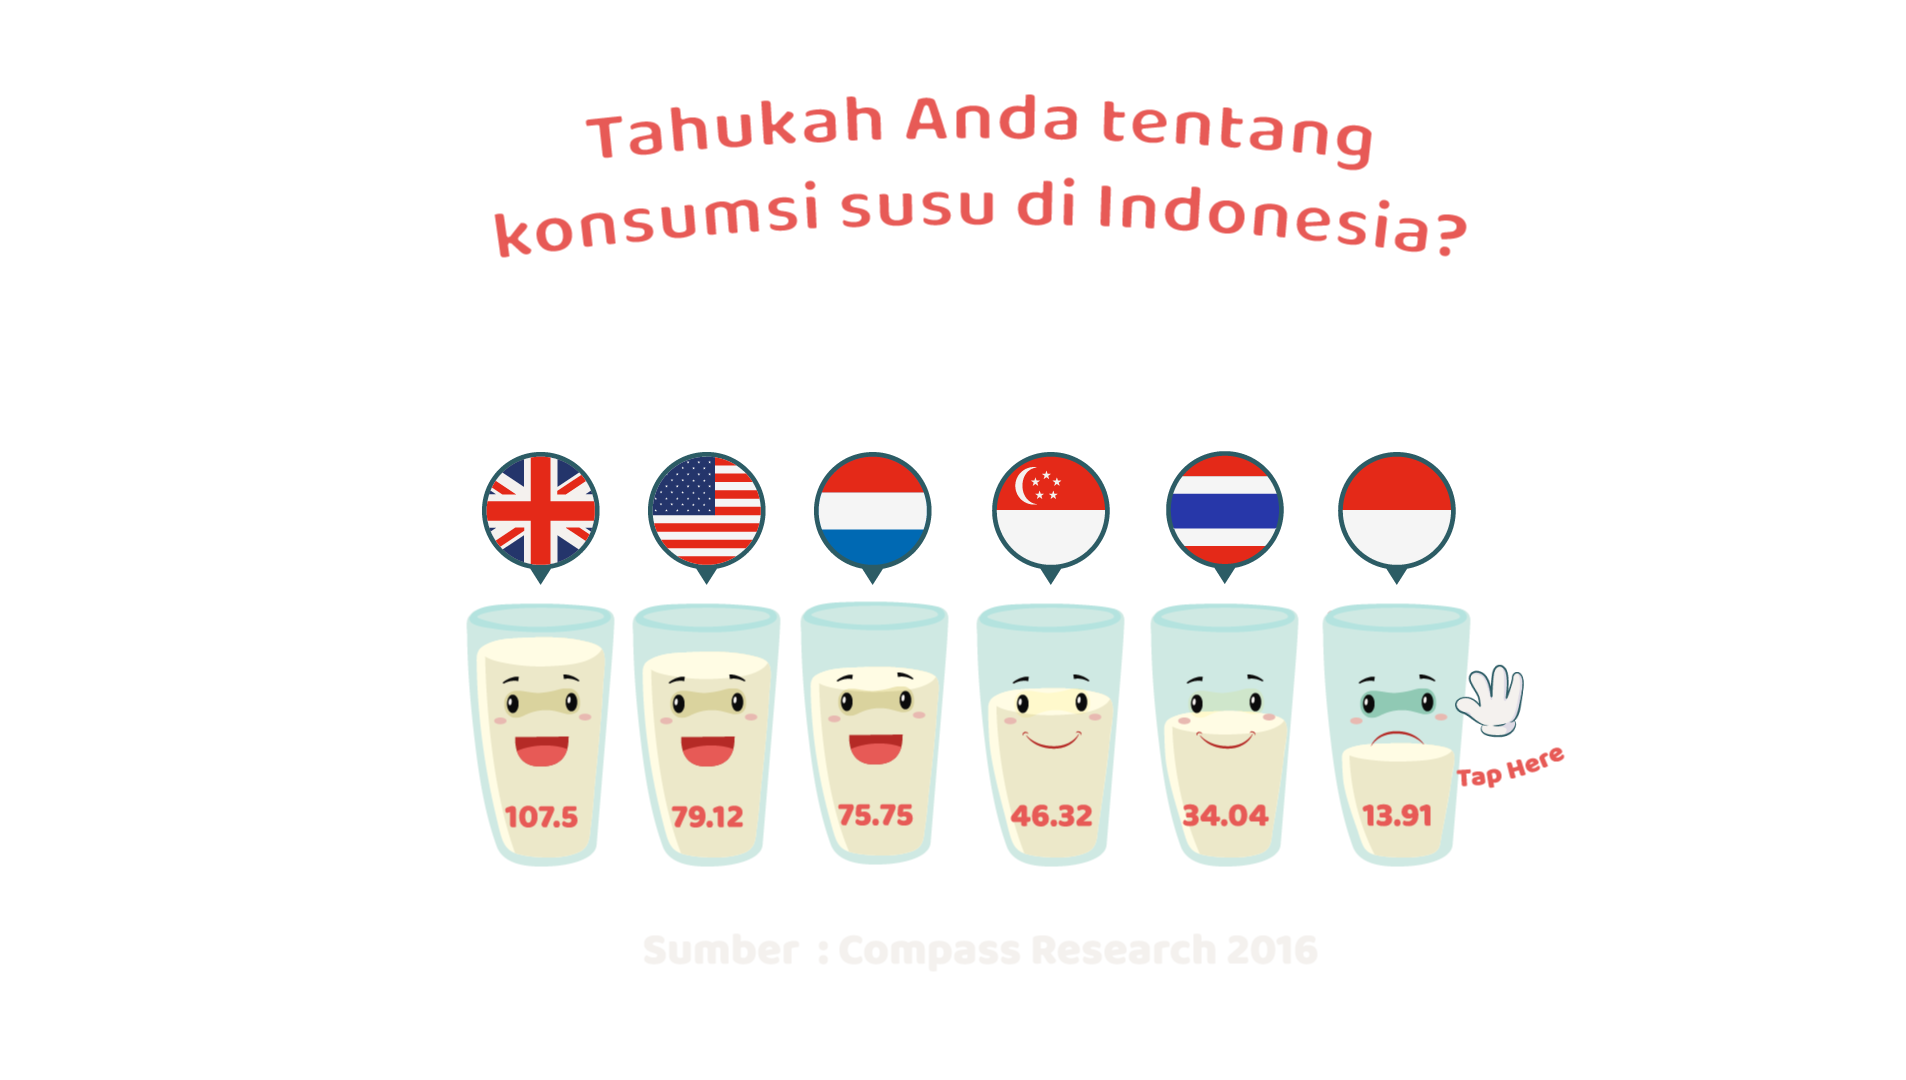 Tahukah Anda tentang
konsumsi susu di Indonesia?
107.5
79.12
75.75
46.32
34.04
13.91
Tap Here
Sumber : Compass Research 2016